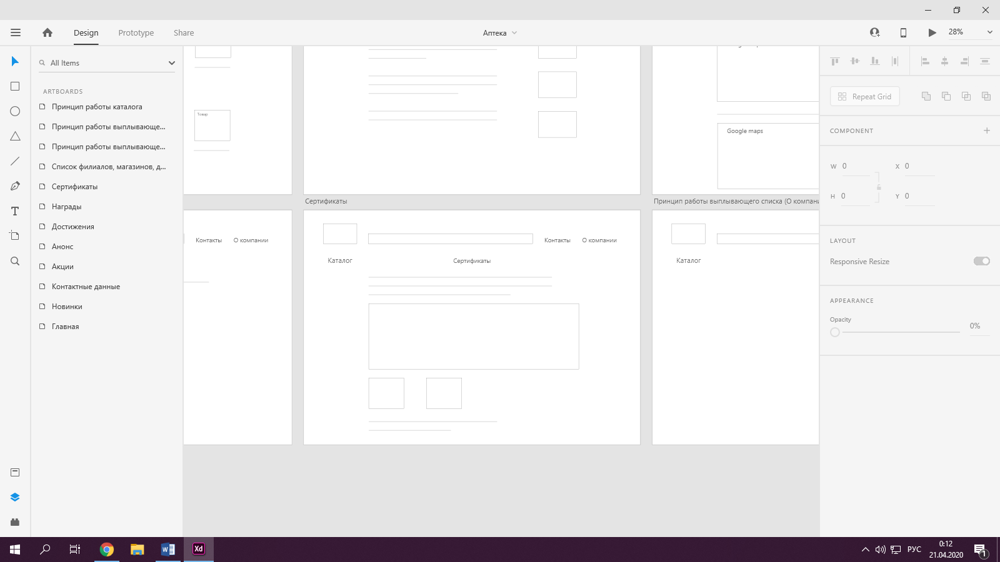 Design
Prototype
Share
Аптека
28%
All Items
ARTBOARDS
Принцип работы каталога
Принцип работы выплывающе...
Принцип работы выплывающе...
Список филиалов, магазинов, д...
Сертификаты
Награды
Достижения
Анонс
Акции
Контактные данные
Новинки
Главная
Товар
Google maps
Сертификаты
Принцип работы выплывающего списка (О компани
Контакты
О компании
Контакты
О компании
Каталог
Сертификаты
Каталог
Repeat Grid
COMPONENT
W 0
X 0
H 0
Y 0
LAYOUT
Responsive Resize
APPEARANCE
Opacity
0%
W
Xd
РУС
0:12
21.04.2020
1